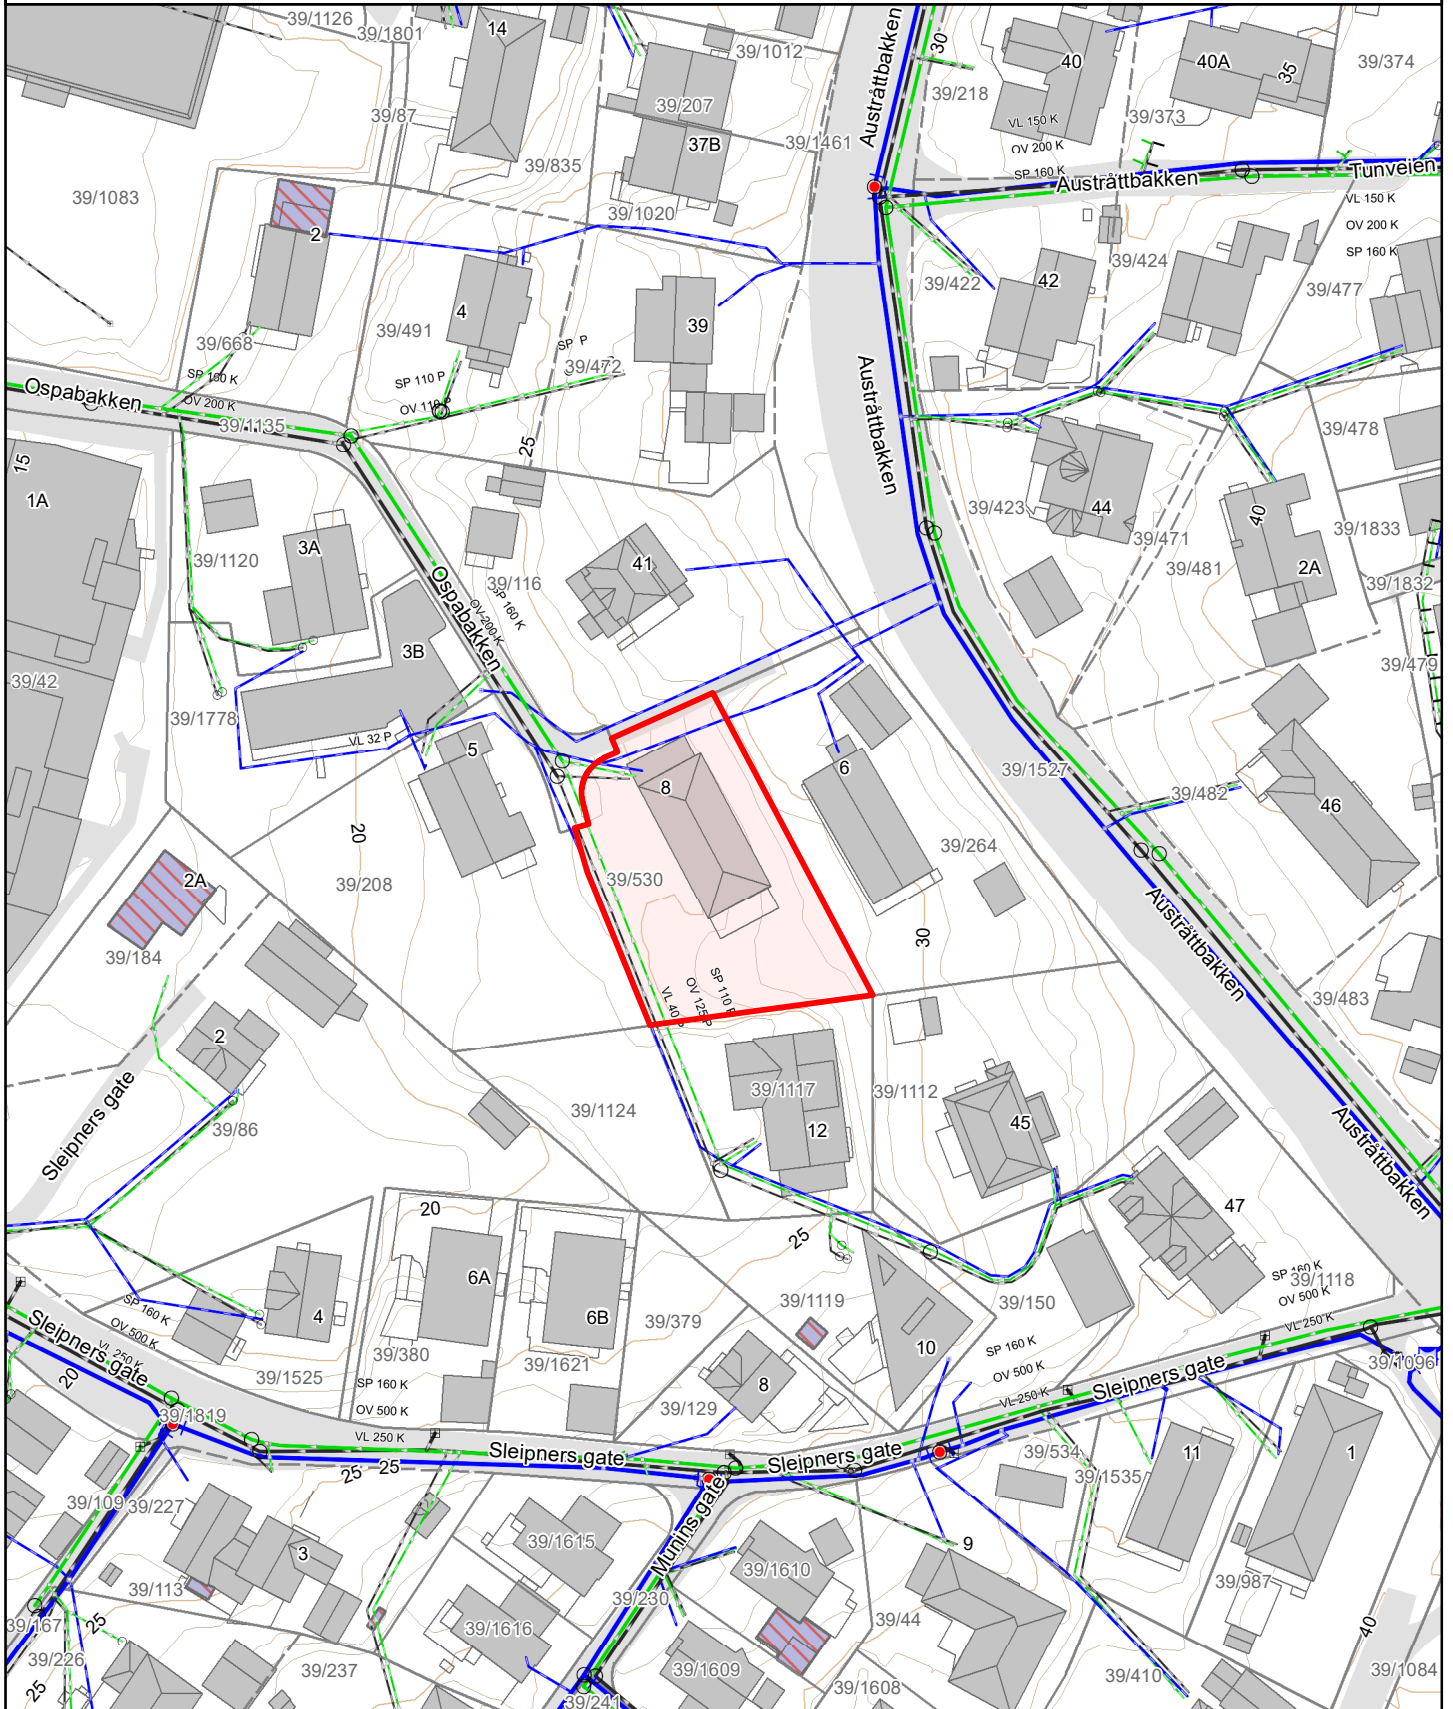 39/1126
39/1801
14
39/1012
30
40
40A
35
39/374
39/87
39/207
39/218
VL 150 K
39/373
37B
39/1461
Austråttbakken
OV 200 K
39/835
SP 160 K
Austråttbakken
Tunveien
39/1083
VL 150 K
39/1020
OV 200 K
2
SP 160 K
39/424
42
39/422
39/477
4
39/491
39
39/668
39/472
SP 160 K
SP 110 P
Ospabakken
OV 200 K
OV 110 P
39/1135
Austråttbakken
39/478
25
15
1A
39/423
44
40
39/1833
39/471
3A
39/1120
41
39/481
2A
39/116
39/1832
Ospabakken
SP 160 K
OV 200 K
3B
39/479
39/42
39/1778
VL 32 P
5
6
39/1527
8
39/482
46
20
39/264
2A
39/208
39/530
30
39/184
Austråttbakken
SP 110 P
OV 125 P
VL 40 P
39/483
2
Sleipners gate
39/1117
39/1112
39/1124
39/86
12
45
Austråttbakken
20
47
25
6A
SP 160 K
39/1118
39/1119
39/150
OV 500 K
SP 160 K
OV 500 K
4
6B
39/379
VL 250 K
Sleipners gate
VL 250 K
10
SP 160 K
39/380
39/1621
39/1096
20
39/1525
OV 500 K
SP 160 K
8
Sleipners gate
OV 500 K
39/129
VL 250 K
39/1819
VL 250 K
Sleipners gate
Sleipners gate
39/534
11
1
25
25
39/1535
39/109
39/227
Munins gate
39/1615
9
3
39/1610
39/113
39/987
39/230
39/44
39/167
25
39/1616
40
39/226
39/237
39/1609
39/410
39/1084
39/1608
25
39/241